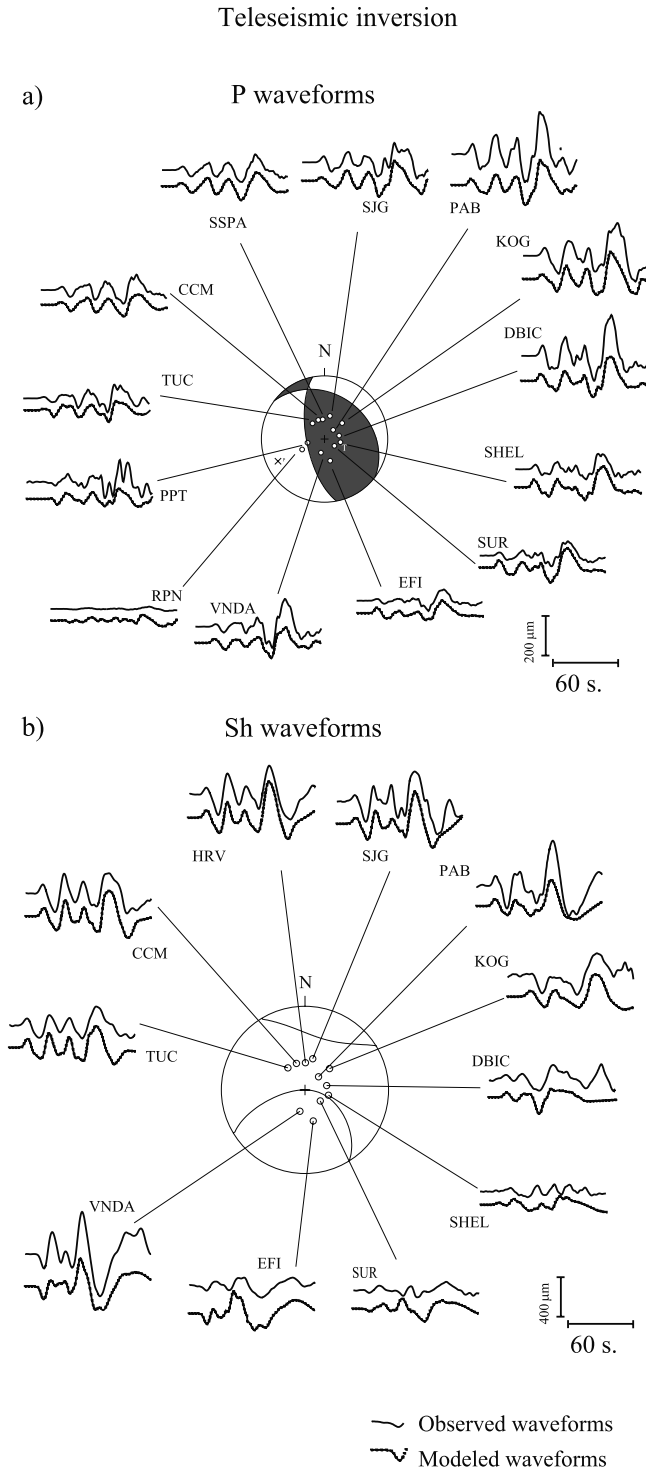 Teleseismic inversion
a)
P waveforms
SSPA
SJG
PAB
KOG
CCM
DBIC
N
TUC
SHEL
T
P
PPT
SUR
RPN
VNDA
EFI
200 µm
60 s.
b)
Sh waveforms
HRV
SJG
PAB
CCM
KOG
N
TUC
DBIC
VNDA
SHEL
EFI
SUR
400 µm
60 s.
Observed waveforms
Modeled waveforms